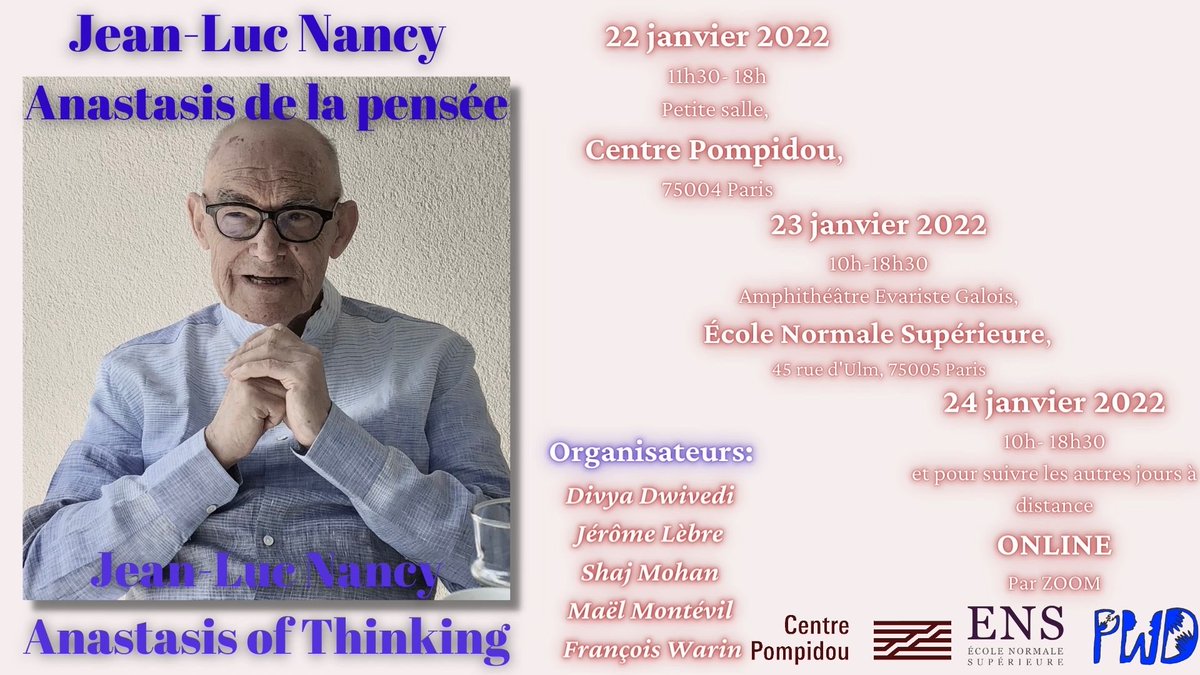 Jean-Luc Nancy
Anastasis de la pensée
Jean-Luc Nancy
Anastasis of Thinking
22 janvier 2022
11h30- 18h
Petite salle,
Centre Pompidou,
75004 Paris
23 janvier 2022
10h-18h30
Amphithéâtre Evariste Galois,
École Normale Supérieure,
45 rue d'Ulm, 75005 Paris
24 janvier 2022
10h- 18h30
et pour suivre les autres jours à
distance
ONLINE
Par ZOOM
Organisateurs:
Divya Dwivedi
Jérôme Lèbre
Shaj Mohan
Maël Montévil
François Warin
Centre
Pompidou
ENS
ÉCOLE NORMALE
SUPÉRIEURE
PWD